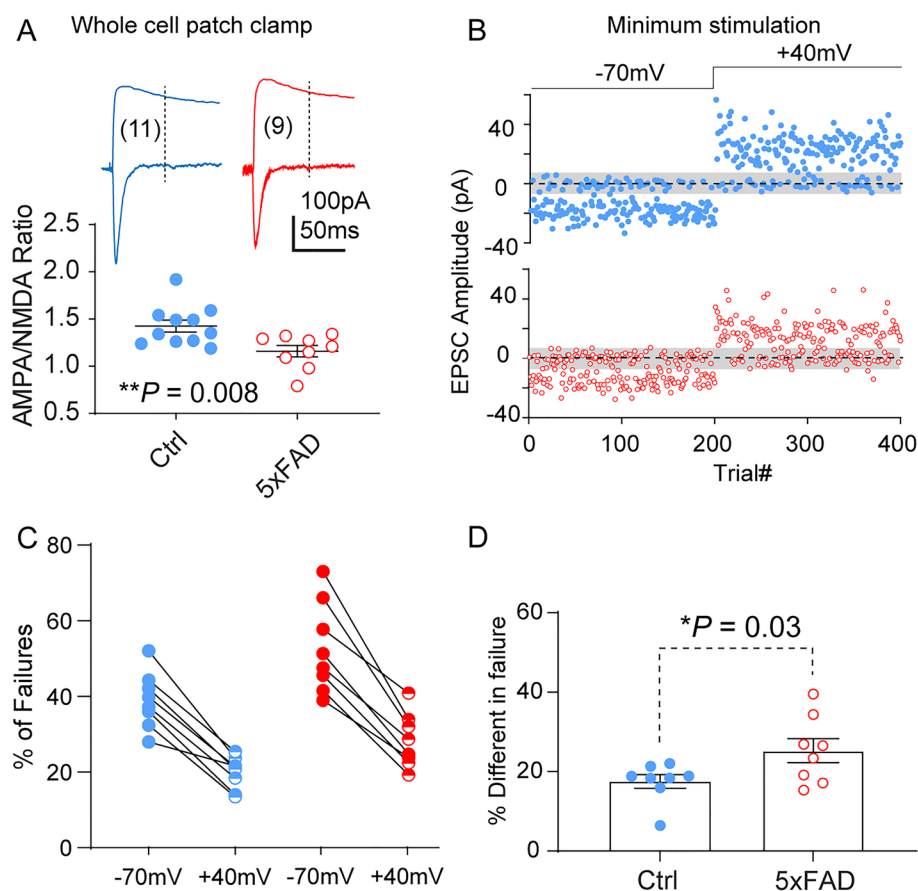 A
Whole cell patch clamp
(11)
(9)
100pA
50ms
AMPA/NMDA Ratio
2.5
2.0
1.5
1.0
0.5
**P = 0.008
Ctrl
5xFAD
B
Minimum stimulation
-70mV
+40mV
EPSC Amplitude (pA)
40
0
-40
40
0
-40
0
100
200
300
400
Trial#
C
% of Failures
80
60
40
20
0
-70mV
+40mV
-70mV
+40mV
D
% Different in failure
60
40
20
0
*P = 0.03
Ctrl
5xFAD